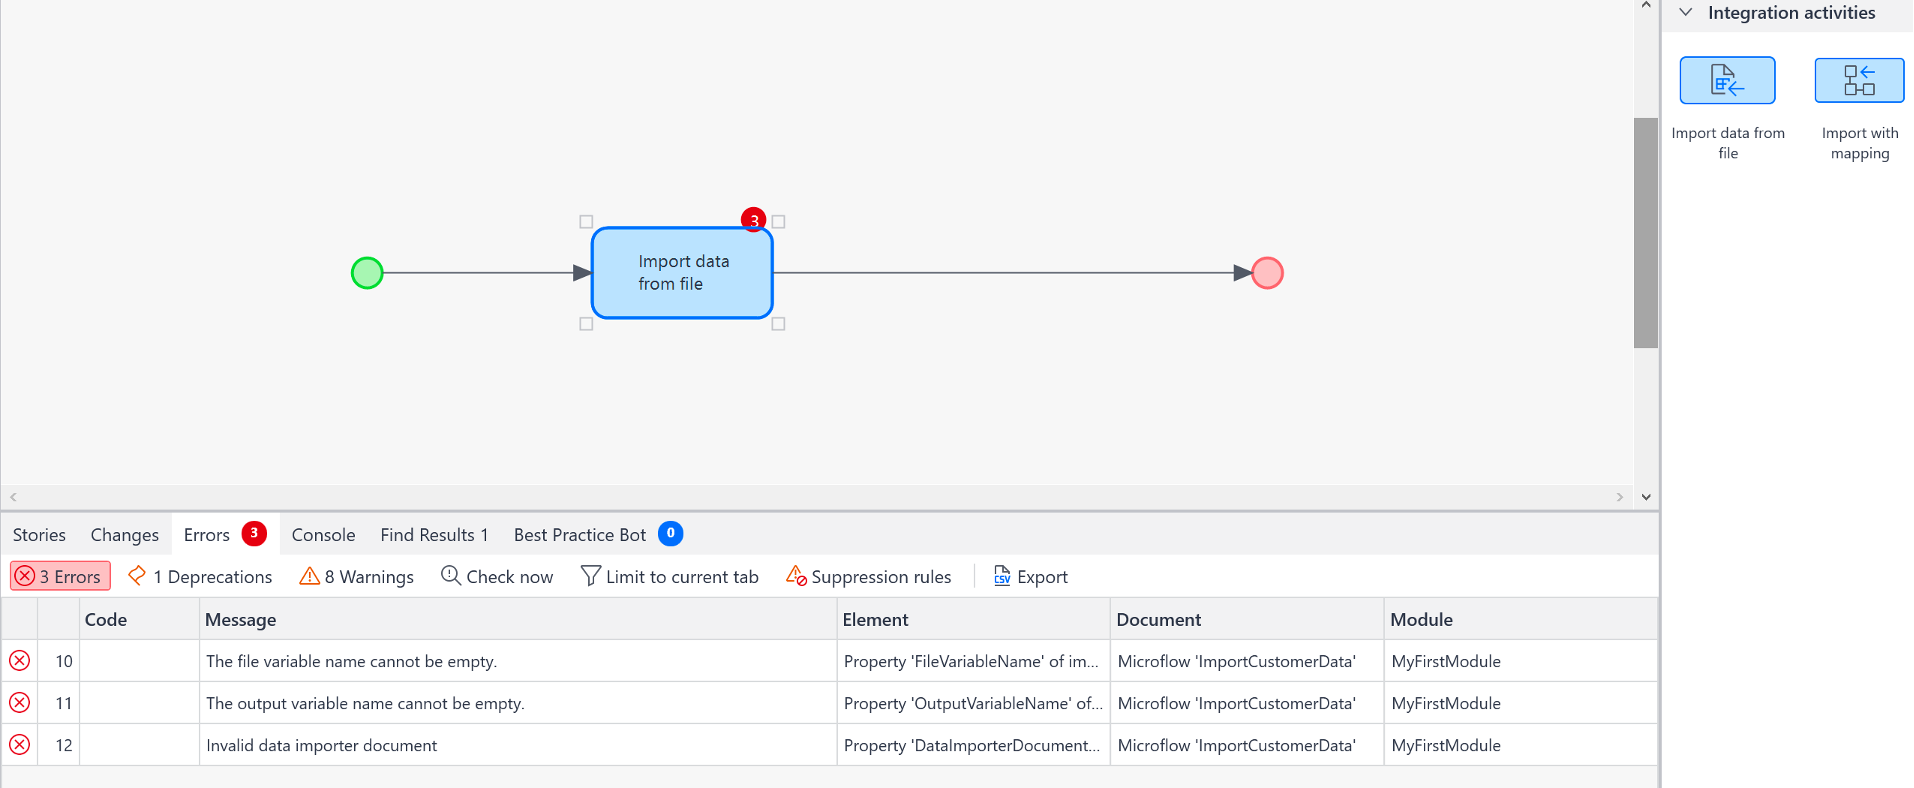 Integration activities
Import data from
file
Import with
mapping
3
Import data
from file
Stories Changes Errors 3 Console Find Results 1 Best Practice Bot 0
3 Errors 1 Deprecations 8 Warnings Check now Limit to current tab Suppression rules CSV Export
Code Message Element Document Module
10 The file variable name cannot be empty. Property 'FileVariableName' of im... Microflow 'ImportCustomerData' MyFirstModule
11 The output variable name cannot be empty. Property 'OutputVariableName' of... Microflow 'ImportCustomerData' MyFirstModule
12 Invalid data importer document Property 'DataImporterDocument... Microflow 'ImportCustomerData' MyFirstModule